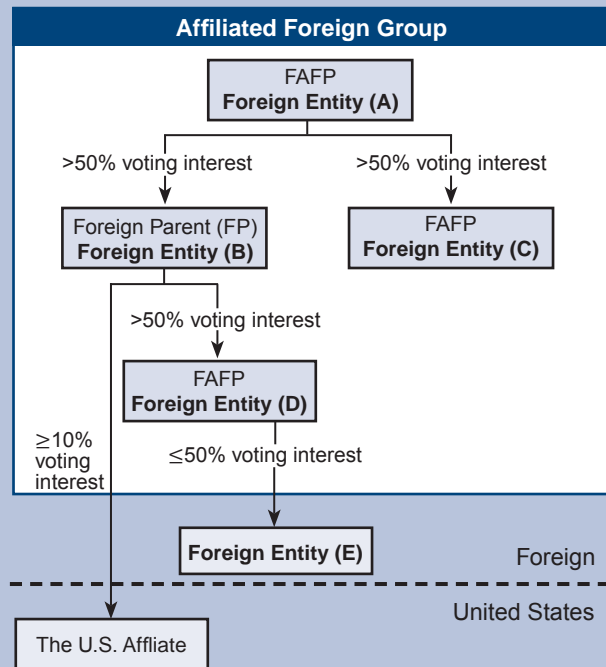 Affiliated Foreign Group
FAFP
Foreign Entity (A)
>50% voting interest
>50% voting interest
Foreign Parent (FP)
Foreign Entity (B)
FAFP
Foreign Entity (C)
>50% voting interest
FAFP
Foreign Entity (D)
≥10%
voting
interest
≤50% voting interest
Foreign Entity (E)
Foreign
United States
The U.S. Affliate